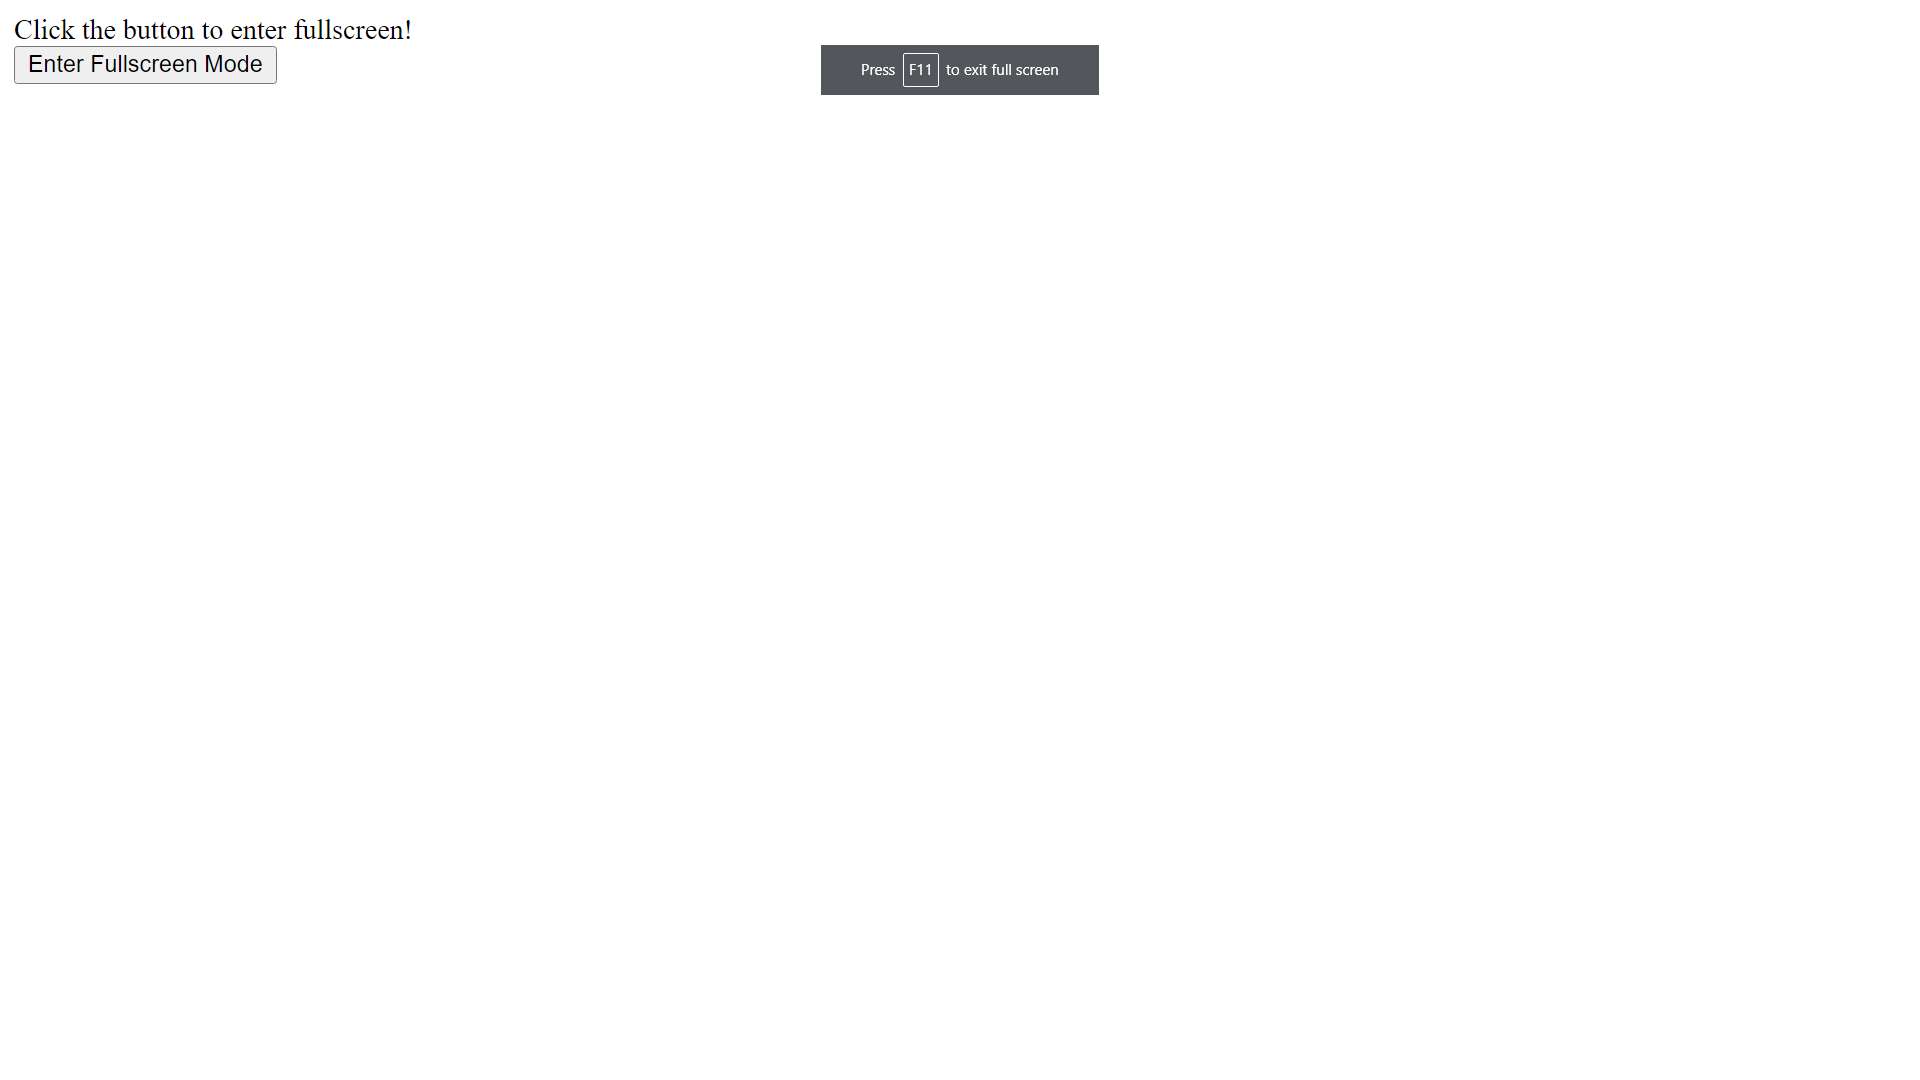 Click the button to enter fullscreen!
Enter Fullscreen Mode
Press F11 to exit full screen